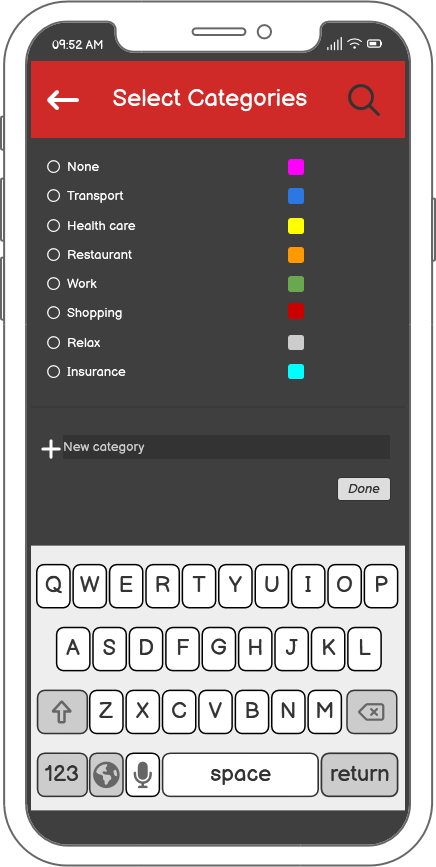 09:52 AM
Select Categories
None
Transport
Health care
Restaurant
Work
Shopping
Relax
Insurance
New category
Done
Q W E R T Y U I O P
A S D F G H J K L
Z X C V B N M
123 space return